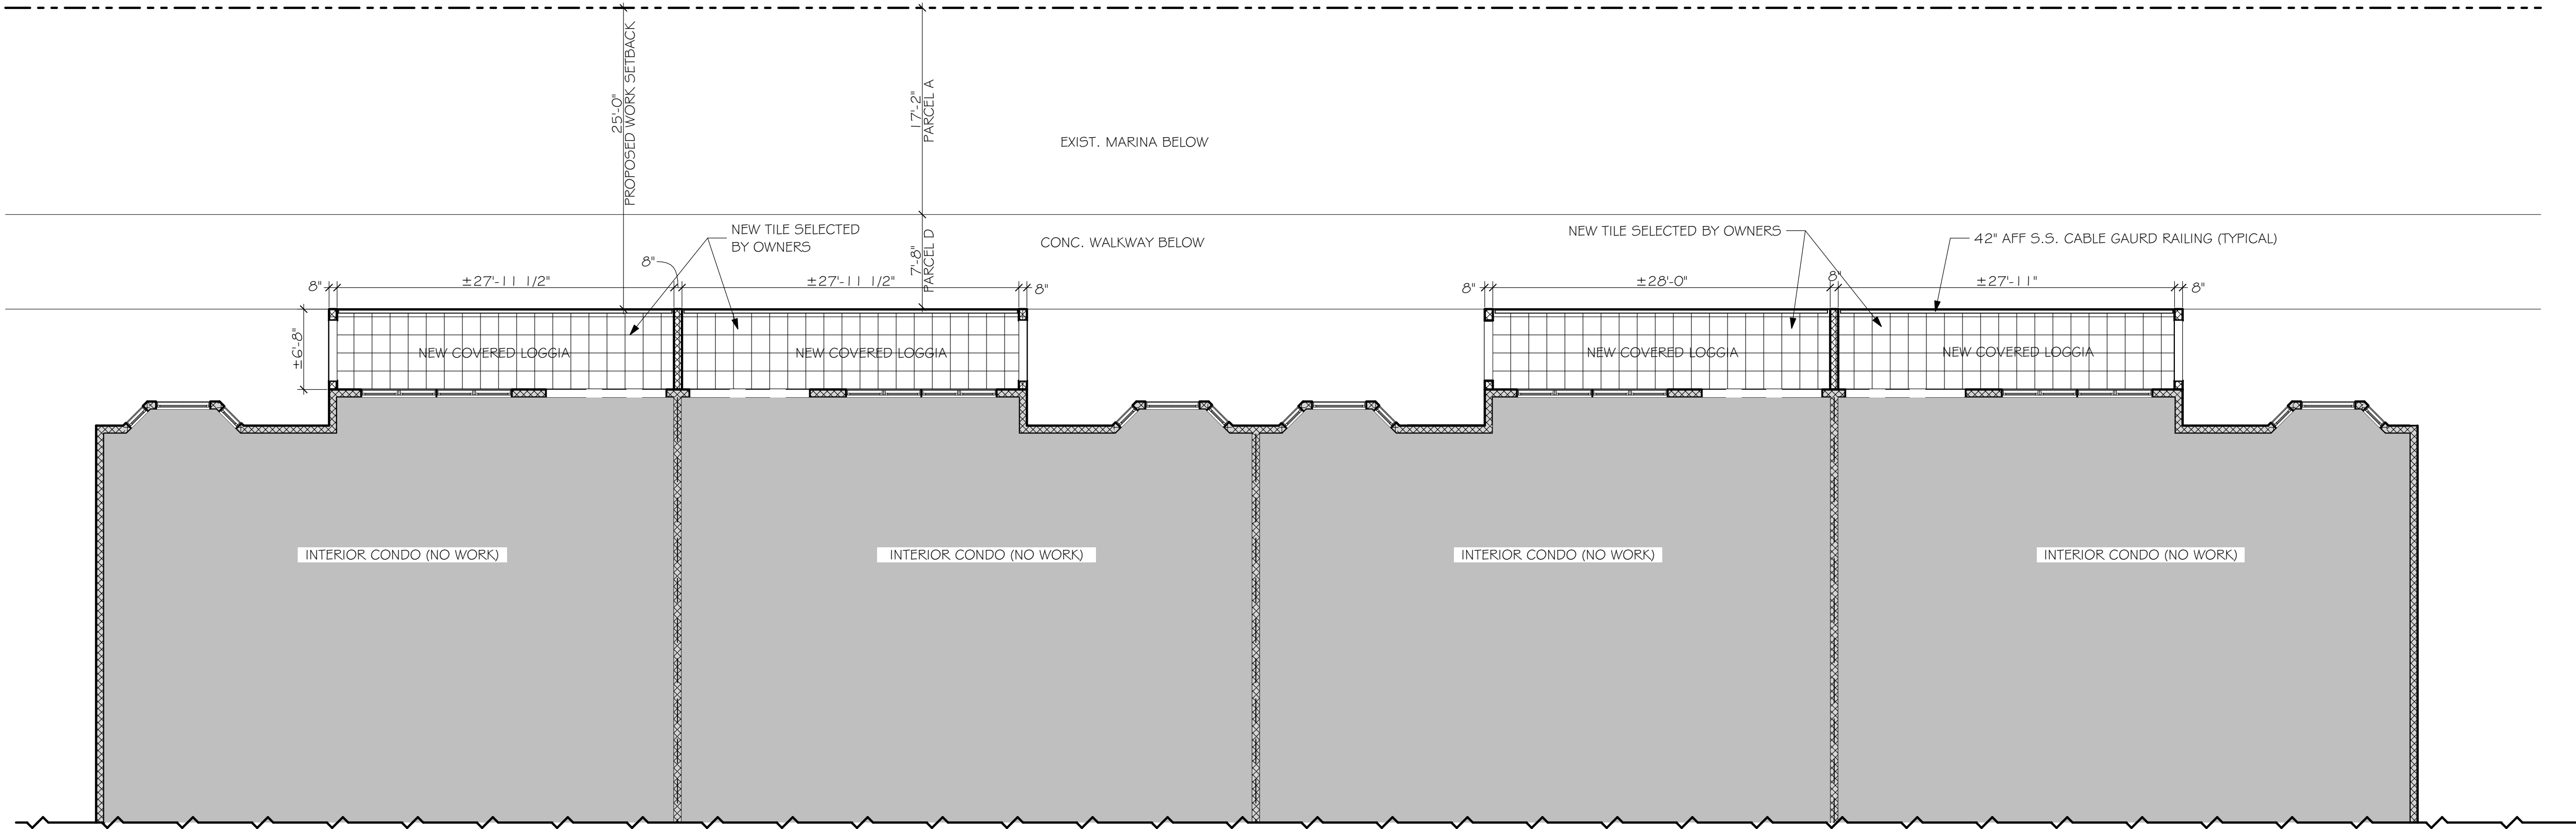 25'-0"
PROPOSED WORK SETBACK
17'-2"
PARCEL A
EXIST. MARINA BELOW
7'-8"
PARCEL D
CONC. WALKWAY BELOW
NEW TILE SELECTED
BY OWNERS
NEW TILE SELECTED BY OWNERS
42" AFF S.S. CABLE GAURD RAILING (TYPICAL)
8"
±27'-11 1/2"
8"
±27'-11 1/2"
8"
8"
±28'-0"
8"
±27'-11"
8"
±6'-8"
NEW COVERED LOGGIA
NEW COVERED LOGGIA
NEW COVERED LOGGIA
NEW COVERED LOGGIA
INTERIOR CONDO (NO WORK)
INTERIOR CONDO (NO WORK)
INTERIOR CONDO (NO WORK)
INTERIOR CONDO (NO WORK)